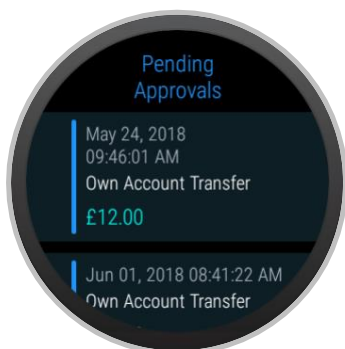 Pending
Approvals
May 24, 2018
09:46:01 AM
Own Account Transfer
£12.00
Jun 01, 2018 08:41:22 AM
Own Account Transfer